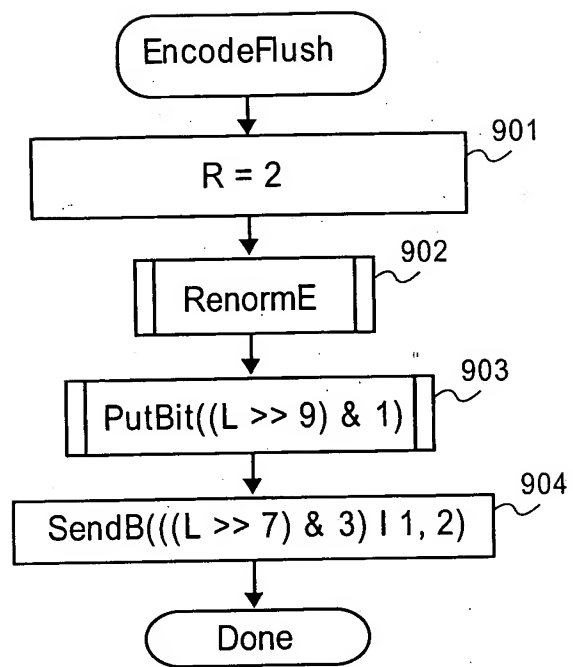 EncodeFlush
901
R = 2
902
RenormE
903
PutBit((L >> 9) & 1)
904
SendB(((L >> 7) & 3) | 1, 2)
Done